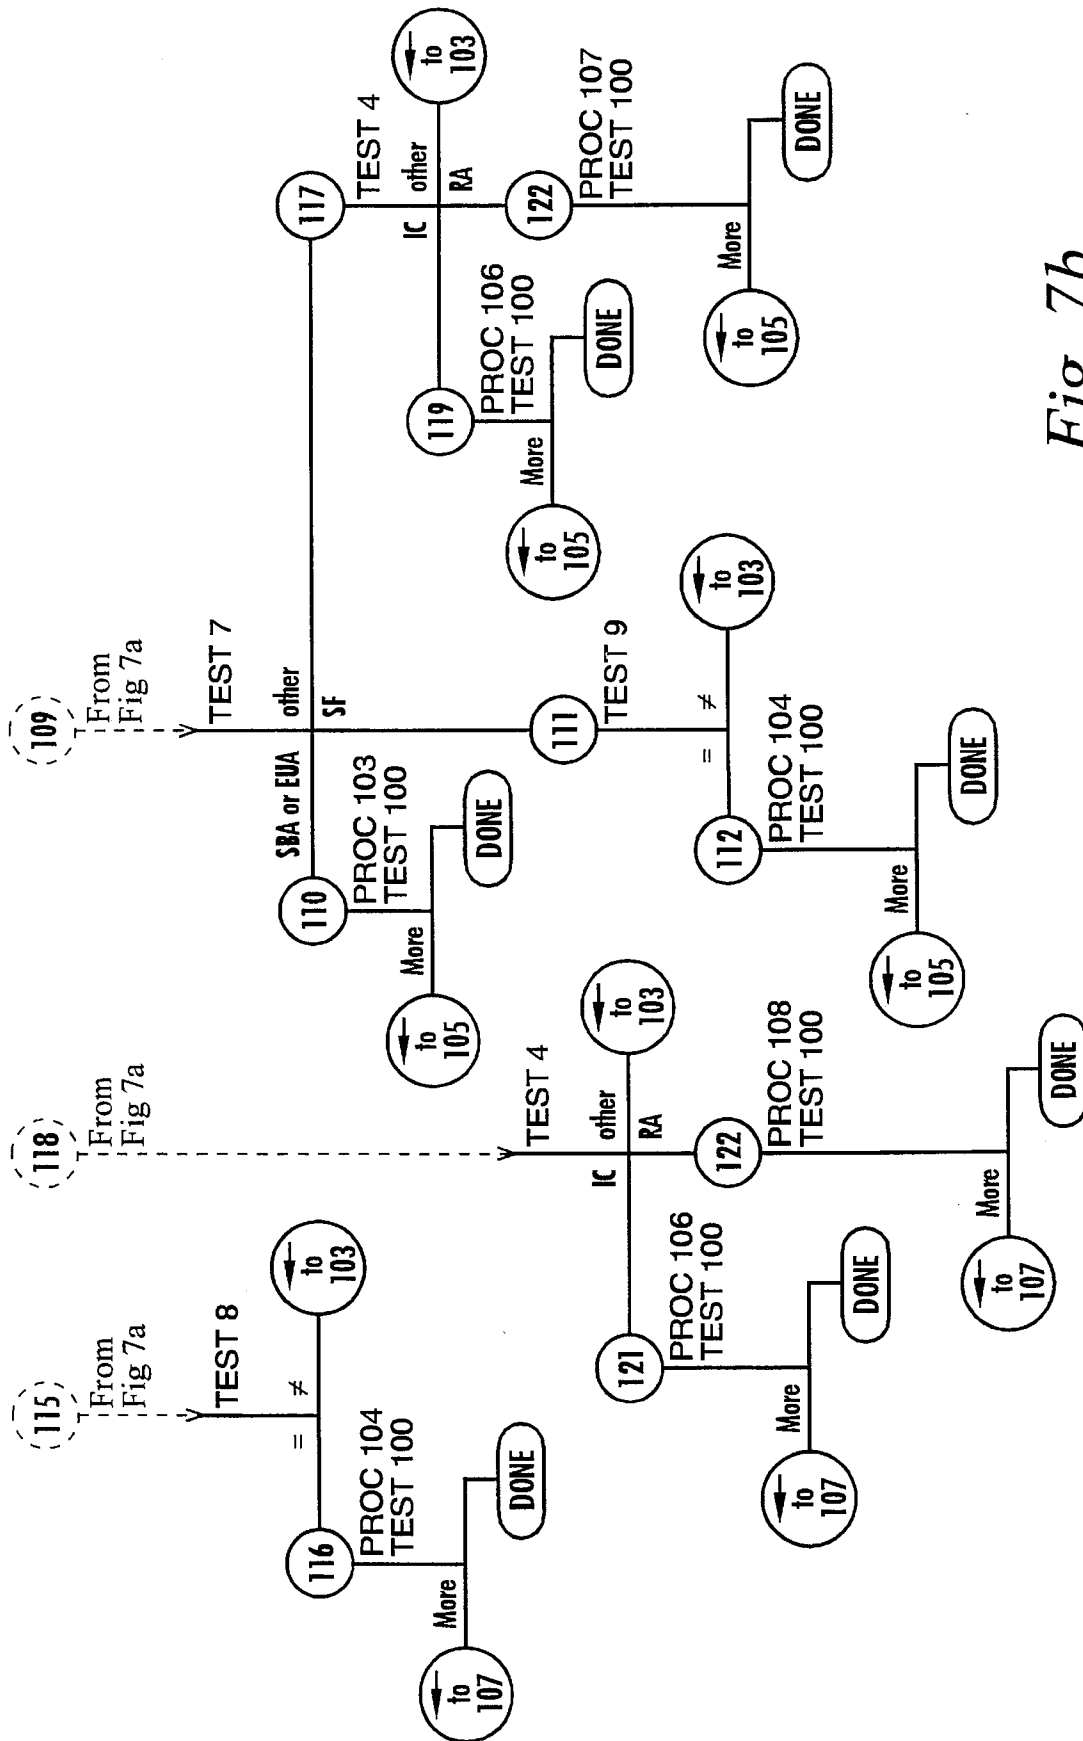 115
From
Fig 7a
TEST 8
=
≠
116
to
103
PROC 104
TEST 100
More
to
107
DONE
118
From
Fig 7a
TEST 4
IC
other
RA
121
to
103
PROC 106
TEST 100
More
to
107
DONE
122
PROC 108
TEST 100
More
to
107
DONE
109
From
Fig 7a
TEST 7
SBA or EUA
other
SF
110
PROC 103
TEST 100
More
to
105
DONE
111
TEST 9
=
≠
112
to
103
PROC 104
TEST 100
More
to
105
DONE
117
TEST 4
IC
other
RA
119
to
103
PROC 106
TEST 100
More
to
105
DONE
122
PROC 107
TEST 100
More
to
105
DONE
Fig. 7b